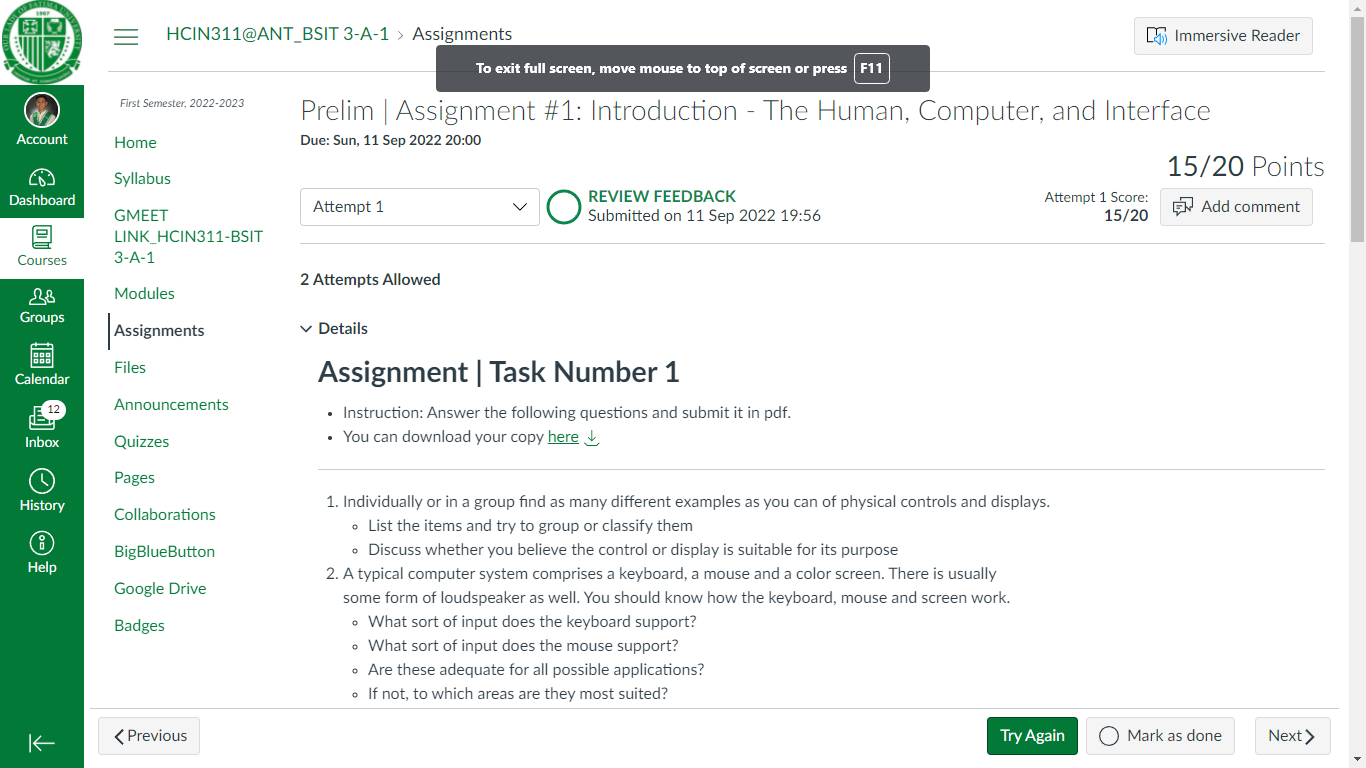 HCIN311@ANT_BSIT 3-A-1 > Assignments
Immersive Reader
To exit full screen, move mouse to top of screen or press F11
Account
Dashboard
Courses
Groups
Calendar
12
Inbox
History
Help
First Semester, 2022-2023
Home
Syllabus
GMEET
LINK_HCIN311-BSIT
3-A-1
Modules
Assignments
Files
Announcements
Quizzes
Pages
Collaborations
BigBlueButton
Google Drive
Badges
Prelim | Assignment #1: Introduction - The Human, Computer, and Interface
Due: Sun, 11 Sep 2022 20:00
15/20 Points
Attempt 1
REVIEW FEEDBACK
Submitted on 11 Sep 2022 19:56
Attempt 1 Score:
15/20
Add comment
2 Attempts Allowed
Details
Assignment | Task Number 1
• Instruction: Answer the following questions and submit it in pdf.
• You can download your copy here
1. Individually or in a group find as many different examples as you can of physical controls and displays.
◦ List the items and try to group or classify them
◦ Discuss whether you believe the control or display is suitable for its purpose
2. A typical computer system comprises a keyboard, a mouse and a color screen. There is usually
some form of loudspeaker as well. You should know how the keyboard, mouse and screen work.
◦ What sort of input does the keyboard support?
◦ What sort of input does the mouse support?
◦ Are these adequate for all possible applications?
◦ If not, to which areas are they most suited?
Previous
Try Again
Mark as done
Next